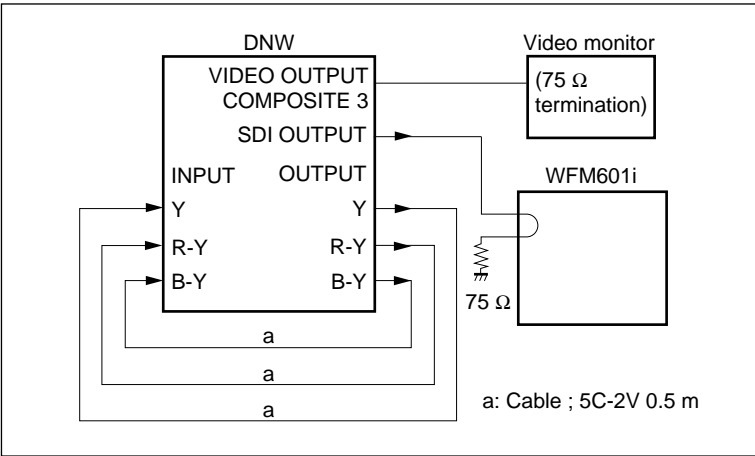 DNW
VIDEO OUTPUT
COMPOSITE 3
SDI OUTPUT
INPUT OUTPUT
Y Y
R-Y R-Y
B-Y B-Y
Video monitor
(75 Ω
termination)
WFM601i
75 Ω
a
a
a
a: Cable ; 5C-2V 0.5 m